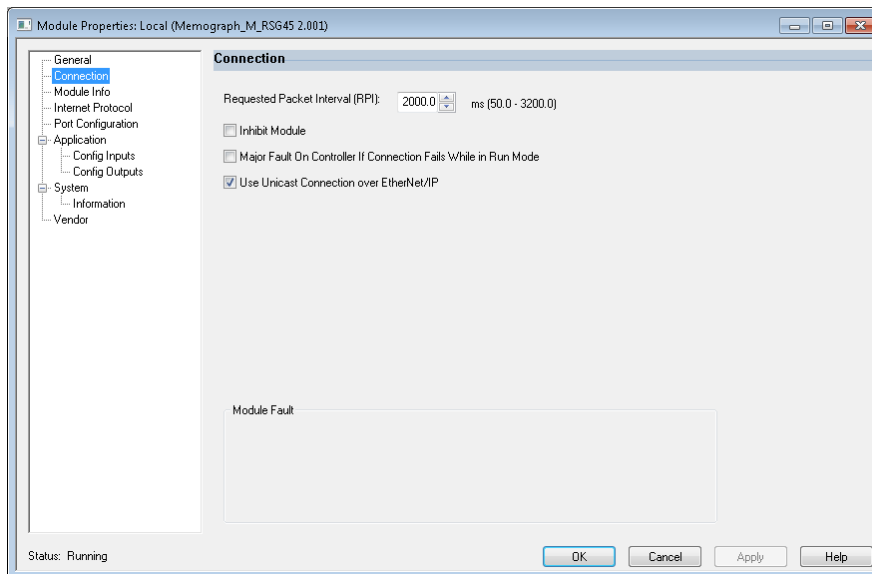 Module Properties: Local (Memograph_M_RSG45 2.001)
General
Connection
Module Info
Internet Protocol
Port Configuration
Application
Config Inputs
Config Outputs
System
Information
Vendor
Connection
Requested Packet Interval (RPI): 2000.0 ms (50.0 - 3200.0)
Inhibit Module
Major Fault On Controller If Connection Fails While in Run Mode
Use Unicast Connection over EtherNet/IP
Module Fault
Status: Running
OK Cancel Apply Help